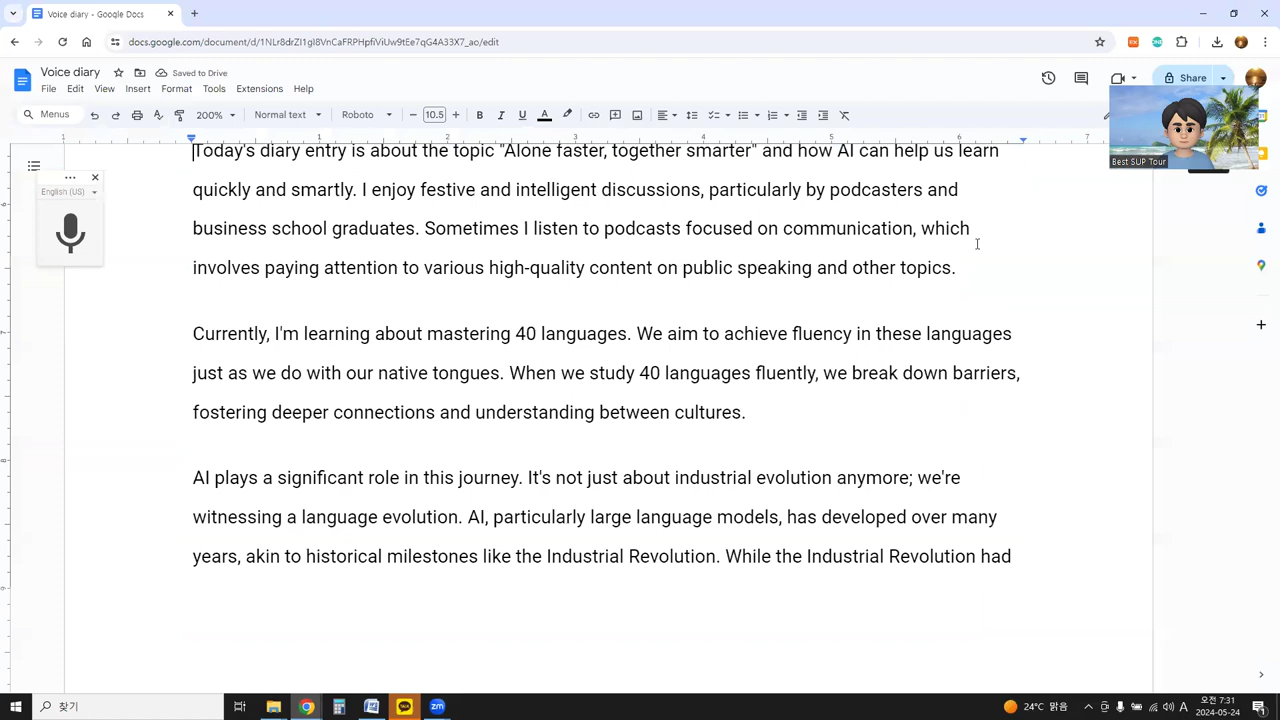 Voice diary - Google Docs
docs.google.com/document/d/1NLr8drZI1gI8VnCaFRPHpfiViUw9tEe7qG4A33X7_ao/edit
Voice diary
Saved to Drive
Share
File Edit View Insert Format Tools Extensions Help
Menus
200%
Normal text
Roboto
10.5
B I U A
1 1 2 3 4 5 6 7
English (US)
Best SUP Tour
Today's diary entry is about the topic "Alone faster, together smarter" and how AI can help us learn
quickly and smartly. I enjoy festive and intelligent discussions, particularly by podcasters and
business school graduates. Sometimes I listen to podcasts focused on communication, which
involves paying attention to various high-quality content on public speaking and other topics.
Currently, I'm learning about mastering 40 languages. We aim to achieve fluency in these languages
just as we do with our native tongues. When we study 40 languages fluently, we break down barriers,
fostering deeper connections and understanding between cultures.
AI plays a significant role in this journey. It's not just about industrial evolution anymore; we're
witnessing a language evolution. AI, particularly large language models, has developed over many
years, akin to historical milestones like the Industrial Revolution. While the Industrial Revolution had
찾기
24°C 맑음
A
오전 7:31
2024-05-24